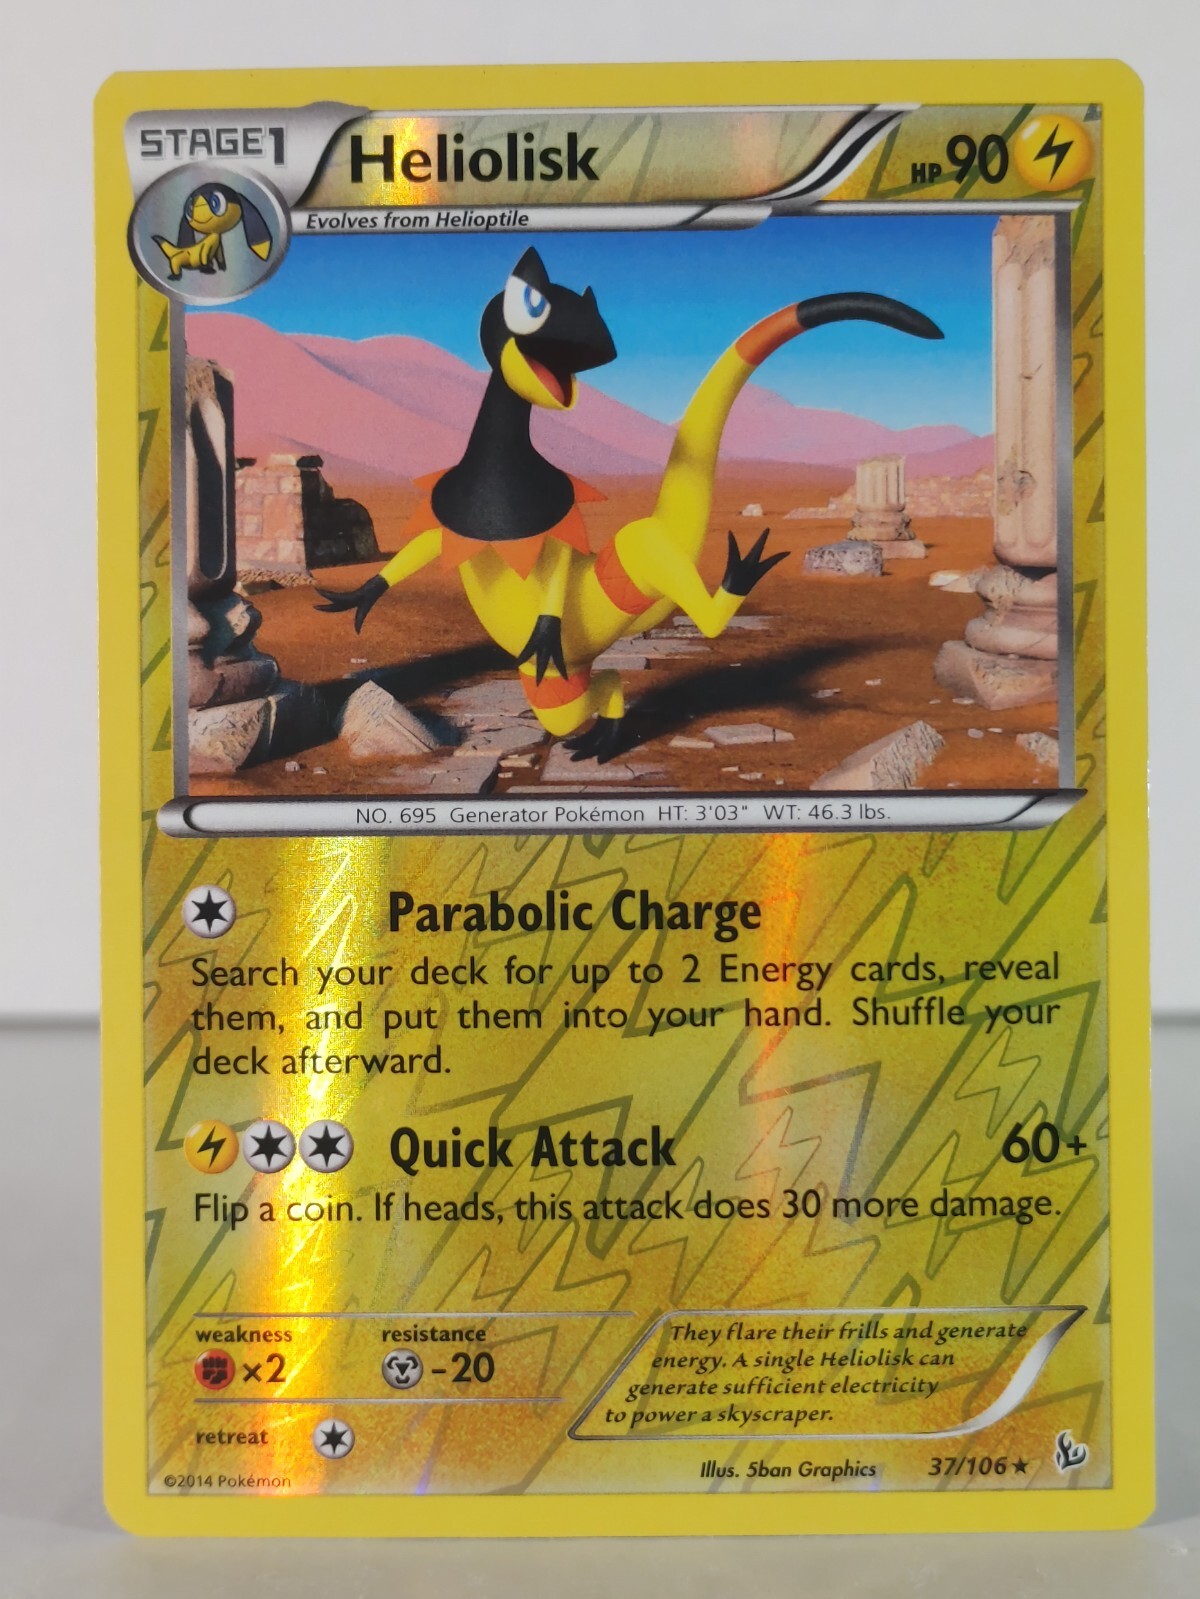 STAGE1
Heliolisk
HP 90
Evolves from Helioptile
NO. 695 Generator Pokémon HT: 3'03" WT: 46.3 lbs.
Parabolic Charge
Search your deck for up to 2 Energy cards, reveal
them, and put them into your hand. Shuffle your
deck afterward.
Quick Attack 60+
Flip a coin. If heads, this attack does 30 more damage.
weakness resistance
×2 -20
retreat
They flare their frills and generate
energy. A single Heliolisk can
generate sufficient electricity
to power a skyscraper.
©2014 Pokémon
Illus. 5ban Graphics 37/106 ★